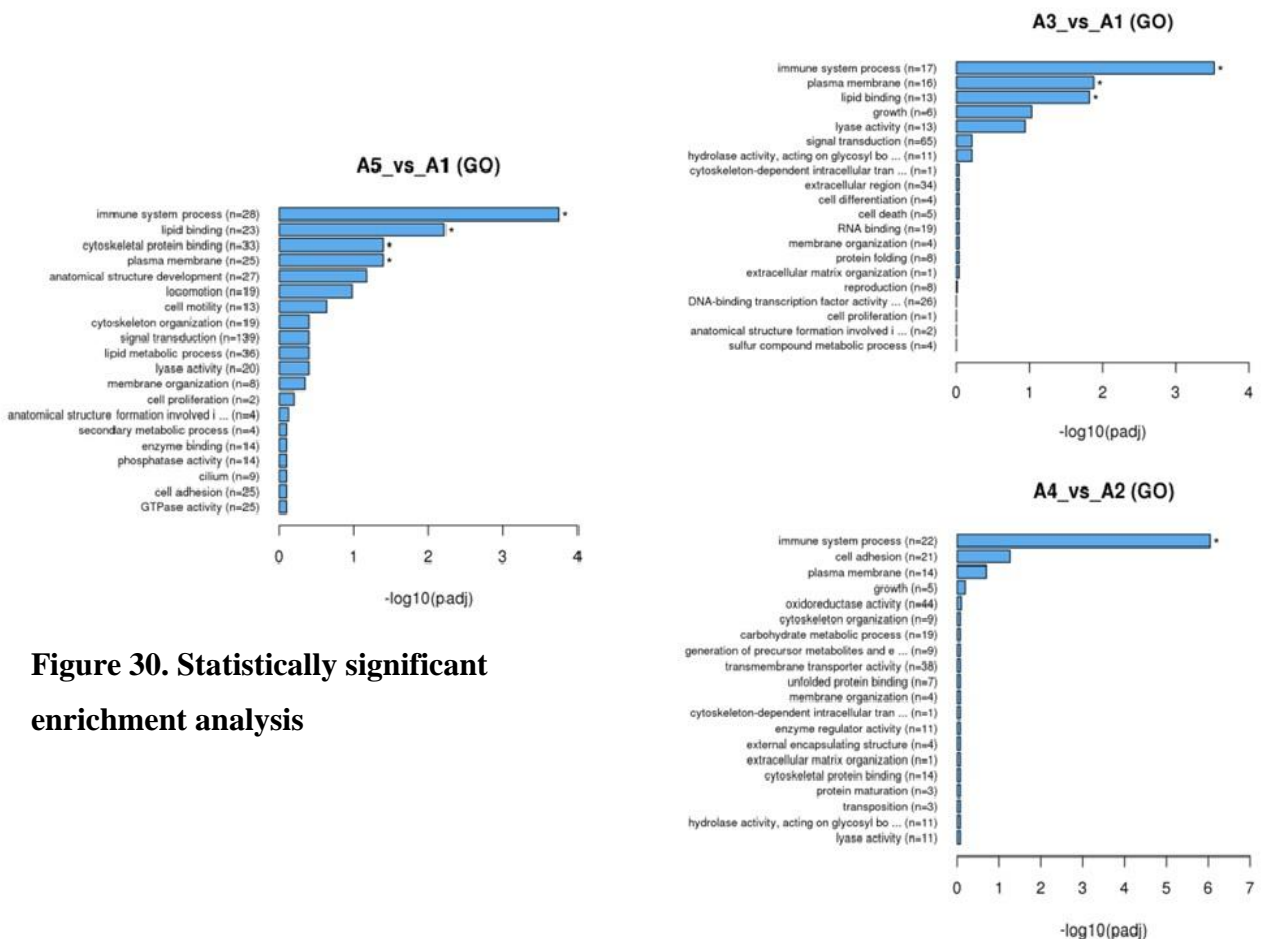 A5_vs_A1 (GO)
immune system process (n=28)
*
lipid binding (n=23)
*
cytoskeletal protein binding (n=33)
*
plasma membrane (n=25)
*
anatomical structure development (n=27)
locomotion (n=19)
cell motility (n=13)
cytoskeleton organization (n=19)
signal transduction (n=139)
lipid metabolic process (n=36)
lyase activity (n=20)
membrane organization (n=8)
cell proliferation (n=2)
anatomical structure formation involved i ... (n=4)
secondary metabolic process (n=4)
enzyme binding (n=14)
phosphatase activity (n=14)
cilium (n=9)
cell adhesion (n=25)
GTPase activity (n=25)
0 1 2 3 4
-log10(padj)
Figure 30. Statistically significant
enrichment analysis
A3_vs_A1 (GO)
immune system process (n=17)
*
plasma membrane (n=16)
*
lipid binding (n=13)
*
growth (n=6)
lyase activity (n=13)
signal transduction (n=65)
hydrolase activity, acting on glycosyl bo ... (n=11)
cytoskeleton-dependent intracellular tran ... (n=1)
extracellular region (n=34)
cell differentiation (n=4)
cell death (n=5)
RNA binding (n=19)
membrane organization (n=4)
protein folding (n=8)
extracellular matrix organization (n=1)
reproduction (n=8)
DNA-binding transcription factor activity ... (n=26)
cell proliferation (n=1)
anatomical structure formation involved i ... (n=2)
sulfur compound metabolic process (n=4)
0 1 2 3 4
-log10(padj)
A4_vs_A2 (GO)
immune system process (n=22)
*
cell adhesion (n=21)
plasma membrane (n=14)
growth (n=5)
oxidoreductase activity (n=44)
cytoskeleton organization (n=9)
carbohydrate metabolic process (n=19)
generation of precursor metabolites and e ... (n=9)
transmembrane transporter activity (n=38)
unfolded protein binding (n=7)
membrane organization (n=4)
cytoskeleton-dependent intracellular tran ... (n=1)
enzyme regulator activity (n=11)
external encapsulating structure (n=4)
extracellular matrix organization (n=1)
cytoskeletal protein binding (n=14)
protein maturation (n=3)
transposition (n=3)
hydrolase activity, acting on glycosyl bo ... (n=11)
lyase activity (n=11)
0 1 2 3 4 5 6 7
-log10(padj)